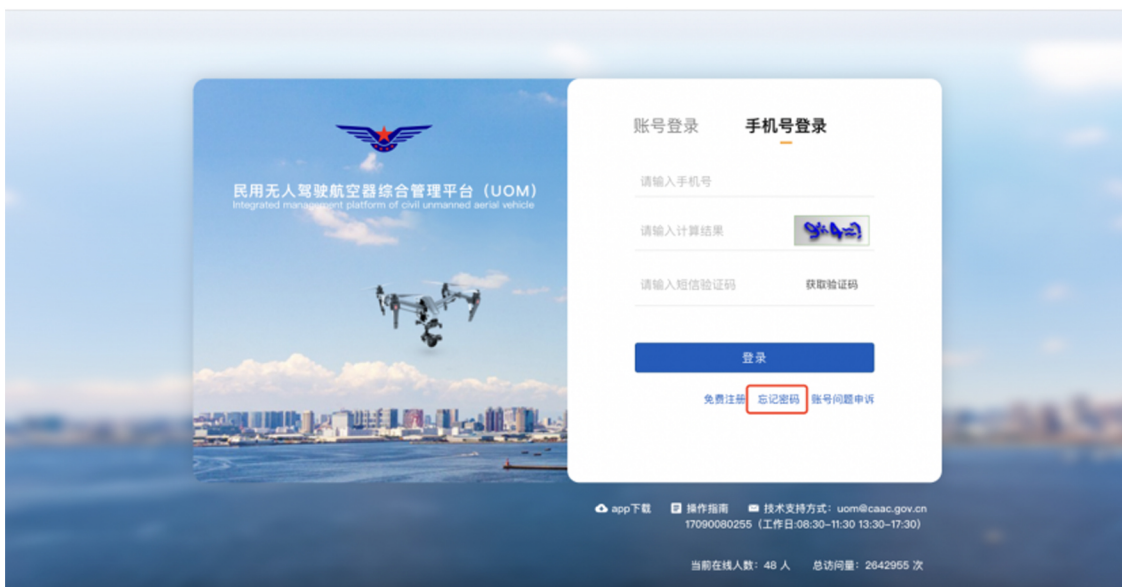 民用无人驾驶航空器综合管理平台（UOM）
Integrated management platform of civil unmanned aerial vehicle
账号登录 手机号登录
请输入手机号
请输入计算结果
请输入短信验证码 获取验证码
登录
免费注册 忘记密码 账号问题申诉
app下载 操作指南 技术支持方式：uom@caac.gov.cn
17090080255（工作日:08:30-11:30 13:30-17:30）
当前在线人数：48 人 总访问量：2642955 次